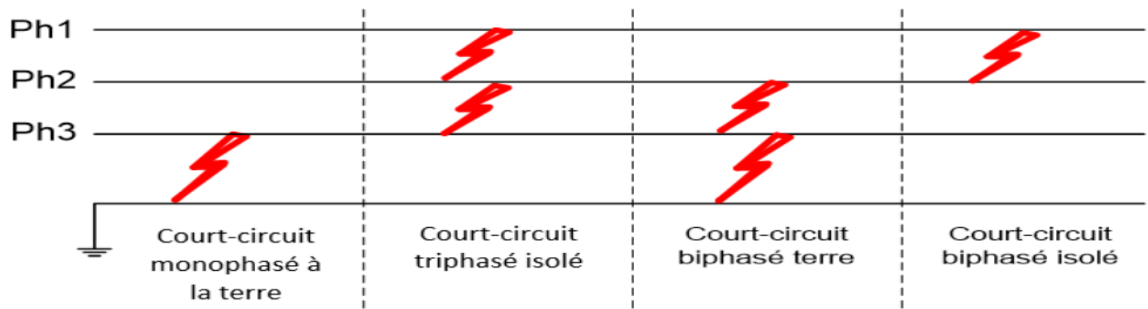 Ph1
Ph2
Ph3
Court-circuit
monophasé à
la terre
Court-circuit
triphasé isolé
Court-circuit
biphasé terre
Court-circuit
biphasé isolé